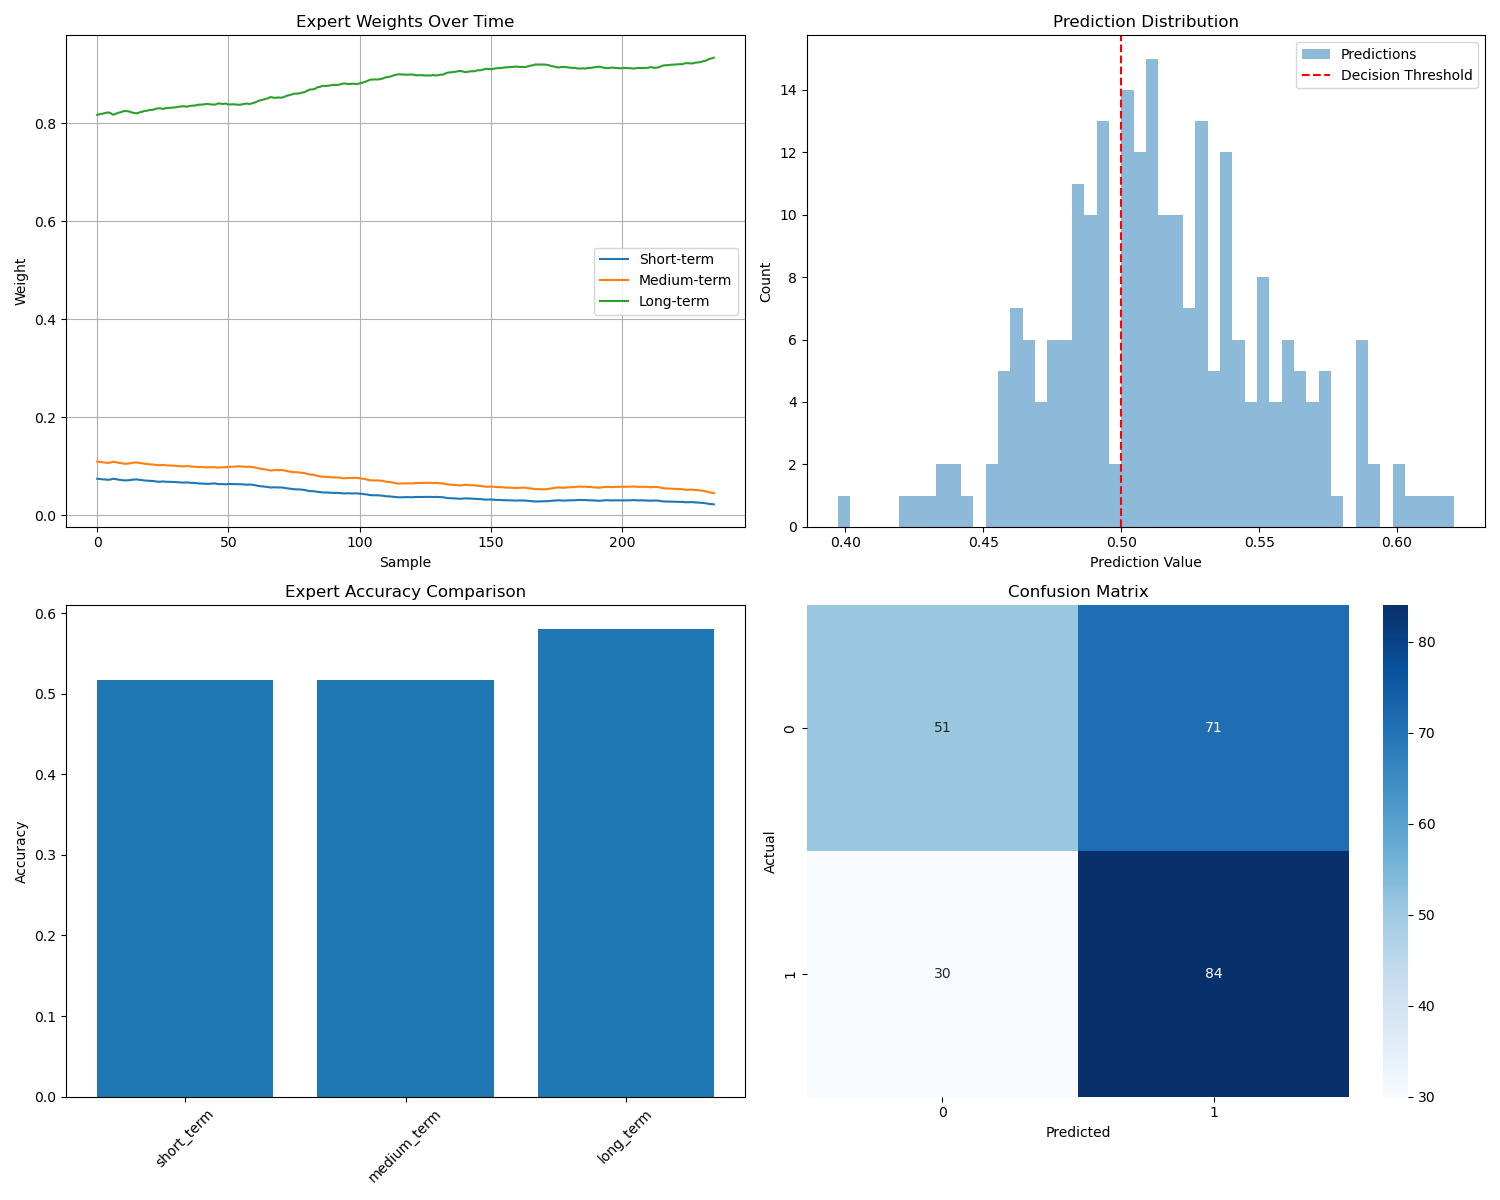 Expert Weights Over Time
Weight
0.8
0.6
0.4
0.2
0.0
Short-term
Medium-term
Long-term
0 50 100 150 200
Sample
Prediction Distribution
Count
14
12
10
8
6
4
2
0
Predictions
Decision Threshold
0.40 0.45 0.50 0.55 0.60
Prediction Value
Expert Accuracy Comparison
Accuracy
0.6
0.5
0.4
0.3
0.2
0.1
0.0
short_term medium_term long_term
Confusion Matrix
Actual
0
1
51 71
30 84
0 1
Predicted
80
70
60
50
40
30